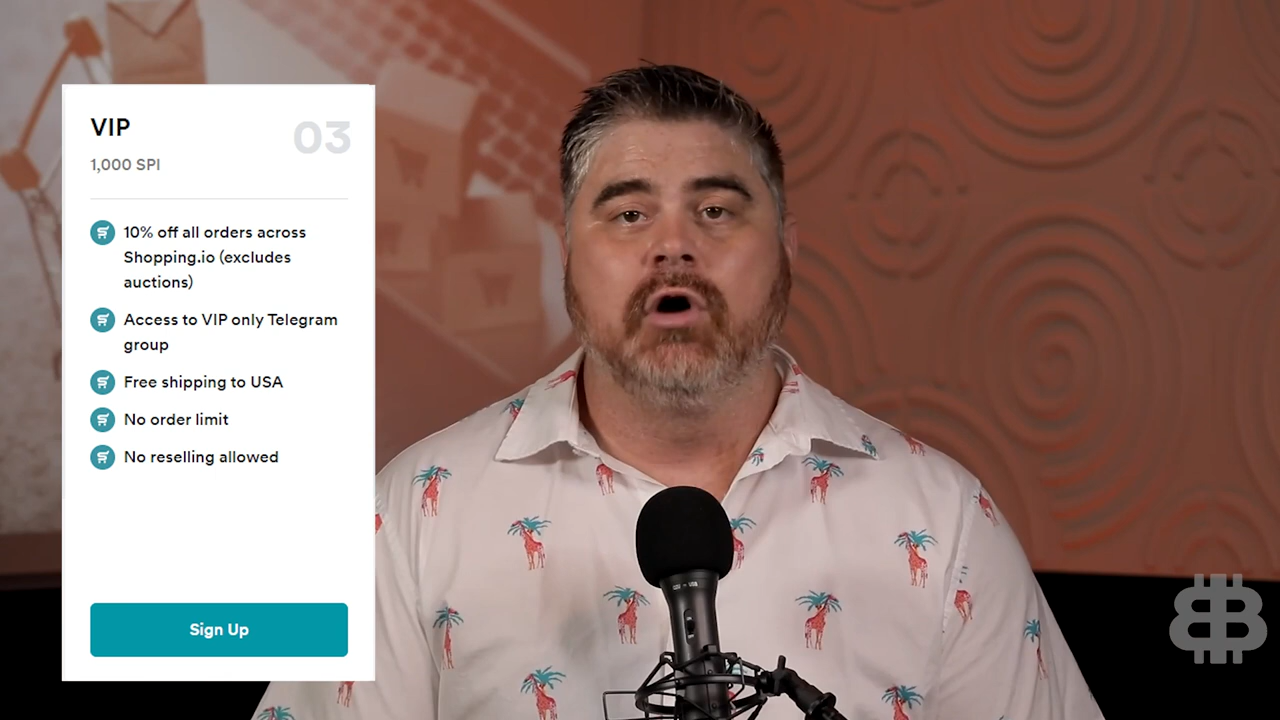 VIP
03
1,000 SPI
10% off all orders across
Shopping.io (excludes
auctions)
Access to VIP only Telegram
group
Free shipping to USA
No order limit
No reselling allowed
Sign Up